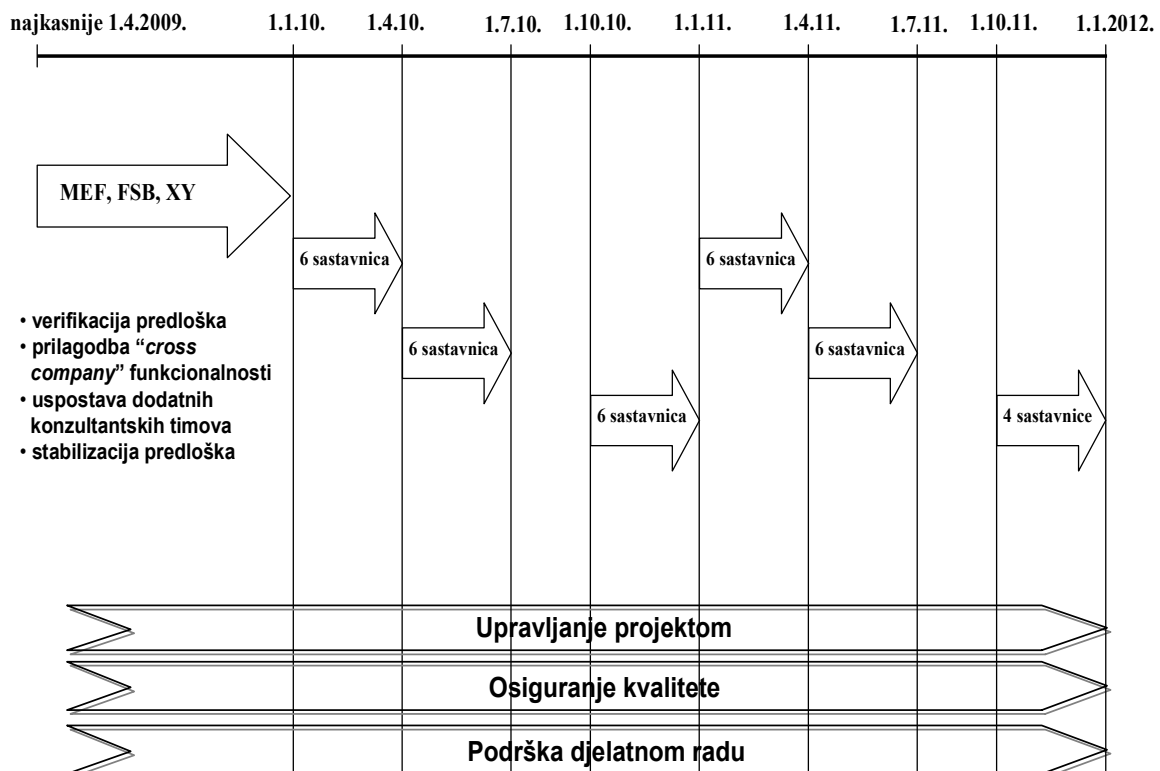 najkasnije 1.4.2009. 1.1.10. 1.4.10. 1.7.10. 1.10.10. 1.1.11. 1.4.11. 1.7.11. 1.10.11. 1.1.2012.
MEF, FSB, XY
6 sastavnica 6 sastavnica
• verifikacija predloška
• prilagodba “cross
company” funkcionalnosti
• uspostava dodatnih
konzultantskih timova
• stabilizacija predloška
6 sastavnica 6 sastavnica
6 sastavnica 4 sastavnice
Upravljanje projektom
Osiguranje kvalitete
Podrška djelatnom radu